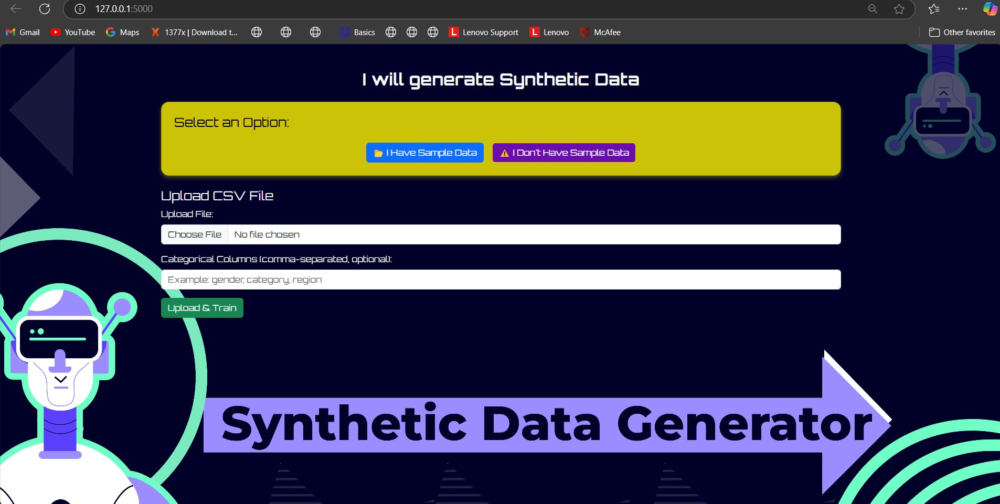 127.0.0.1:5000
Gmail YouTube Maps 1377x | Download t... Basics Lenovo Support Lenovo McAfee Other favorites
I will generate Synthetic Data
Select an Option:
I Have Sample Data I Don't Have Sample Data
Upload CSV File
Upload File:
Choose File No file chosen
Categorical Columns (comma-separated, optional):
Example: gender, category, region
Upload & Train
Synthetic Data Generator